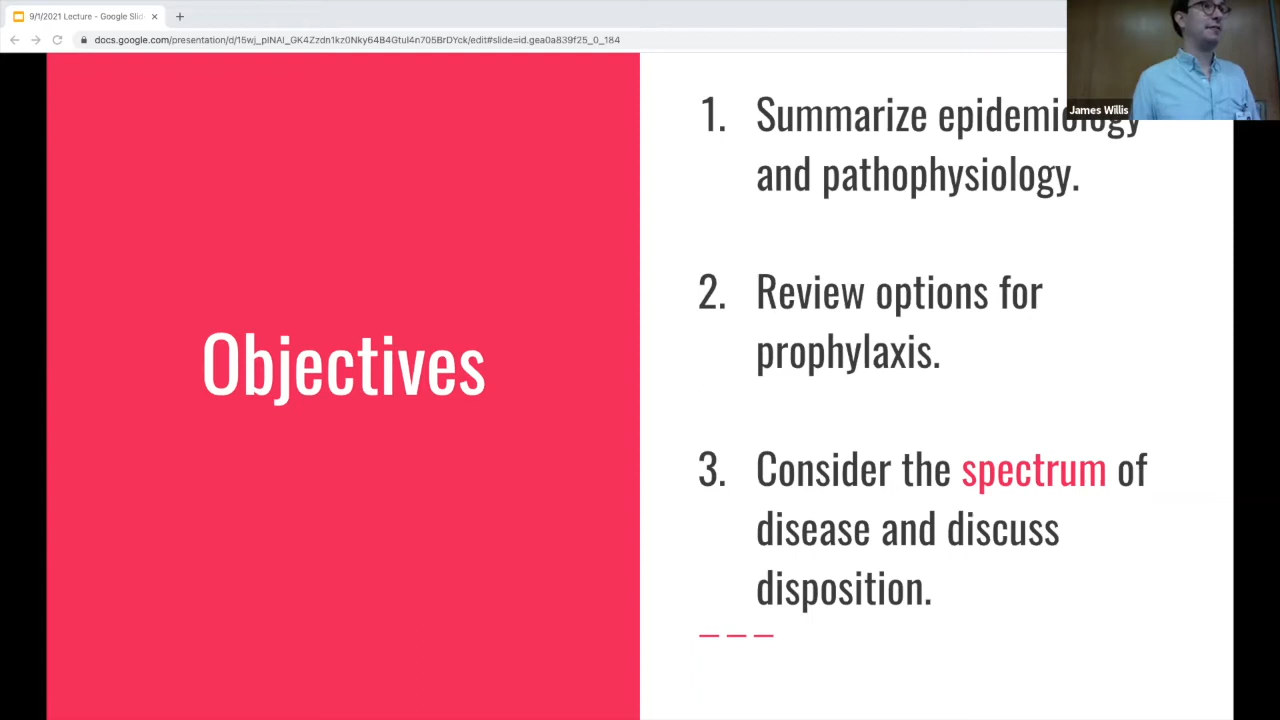 9/1/2021 Lecture - Google Slid
docs.google.com/presentation/d/15wj_pINAI_GK4Zzdn1kz0Nky64B4Gtul4n705BrDYck/edit#slide=id.gea0a839f25_0_184
James Willis
Objectives
1. Summarize epidemiology
and pathophysiology.
2. Review options for
prophylaxis.
3. Consider the spectrum of
disease and discuss
disposition.